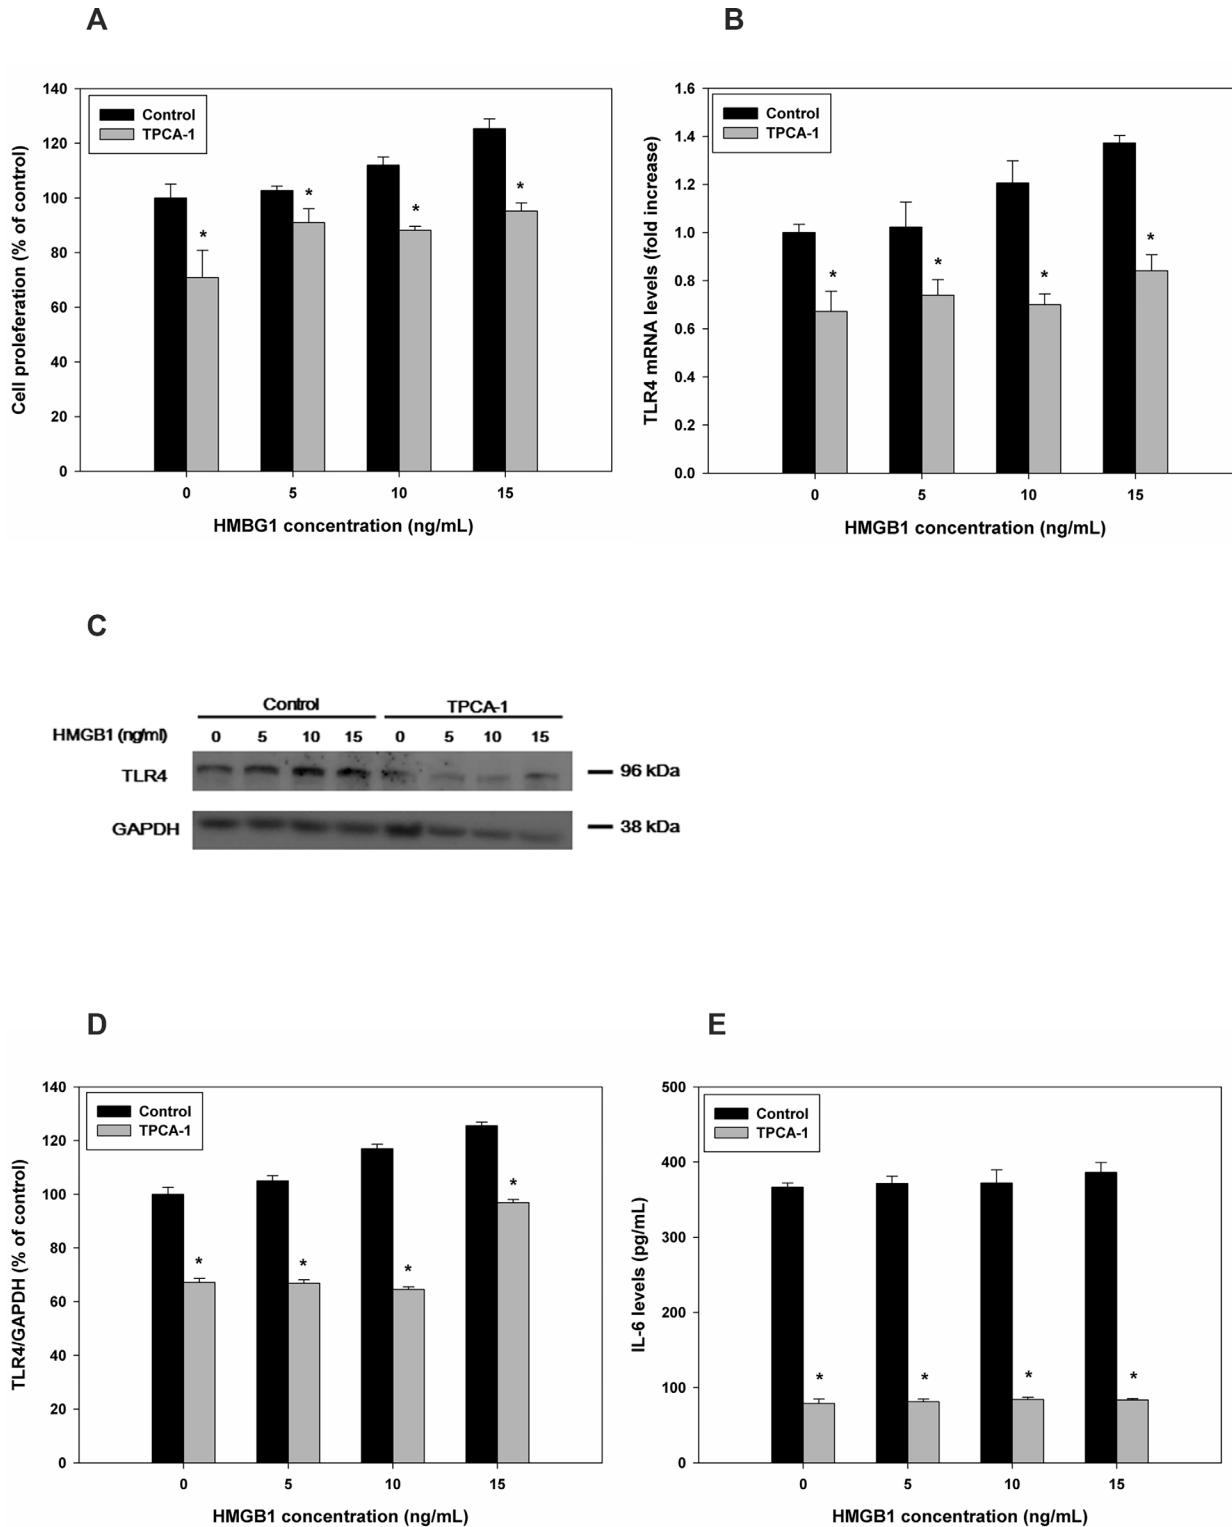 A
B
140
120
100
80
60
40
20
0
Cell proleferation (% of control)
Control
TPCA-1
*
*
*
*
0 5 10 15
HMBG1 concentration (ng/mL)
1.6
1.4
1.2
1.0
0.8
0.6
0.4
0.2
0.0
TLR4 mRNA levels (fold increase)
Control
TPCA-1
*
*
*
*
0 5 10 15
HMGB1 concentration (ng/mL)
C
Control TPCA-1
HMGB1 (ng/ml) 0 5 10 15 0 5 10 15
TLR4 96 kDa
GAPDH 38 kDa
D
E
140
120
100
80
60
40
20
0
TLR4/GAPDH (% of control)
Control
TPCA-1
*
*
*
*
0 5 10 15
HMGB1 concentration (ng/mL)
500
400
300
200
100
0
IL-6 levels (pg/mL)
Control
TPCA-1
*
*
*
*
0 5 10 15
HMGB1 concentration (ng/mL)